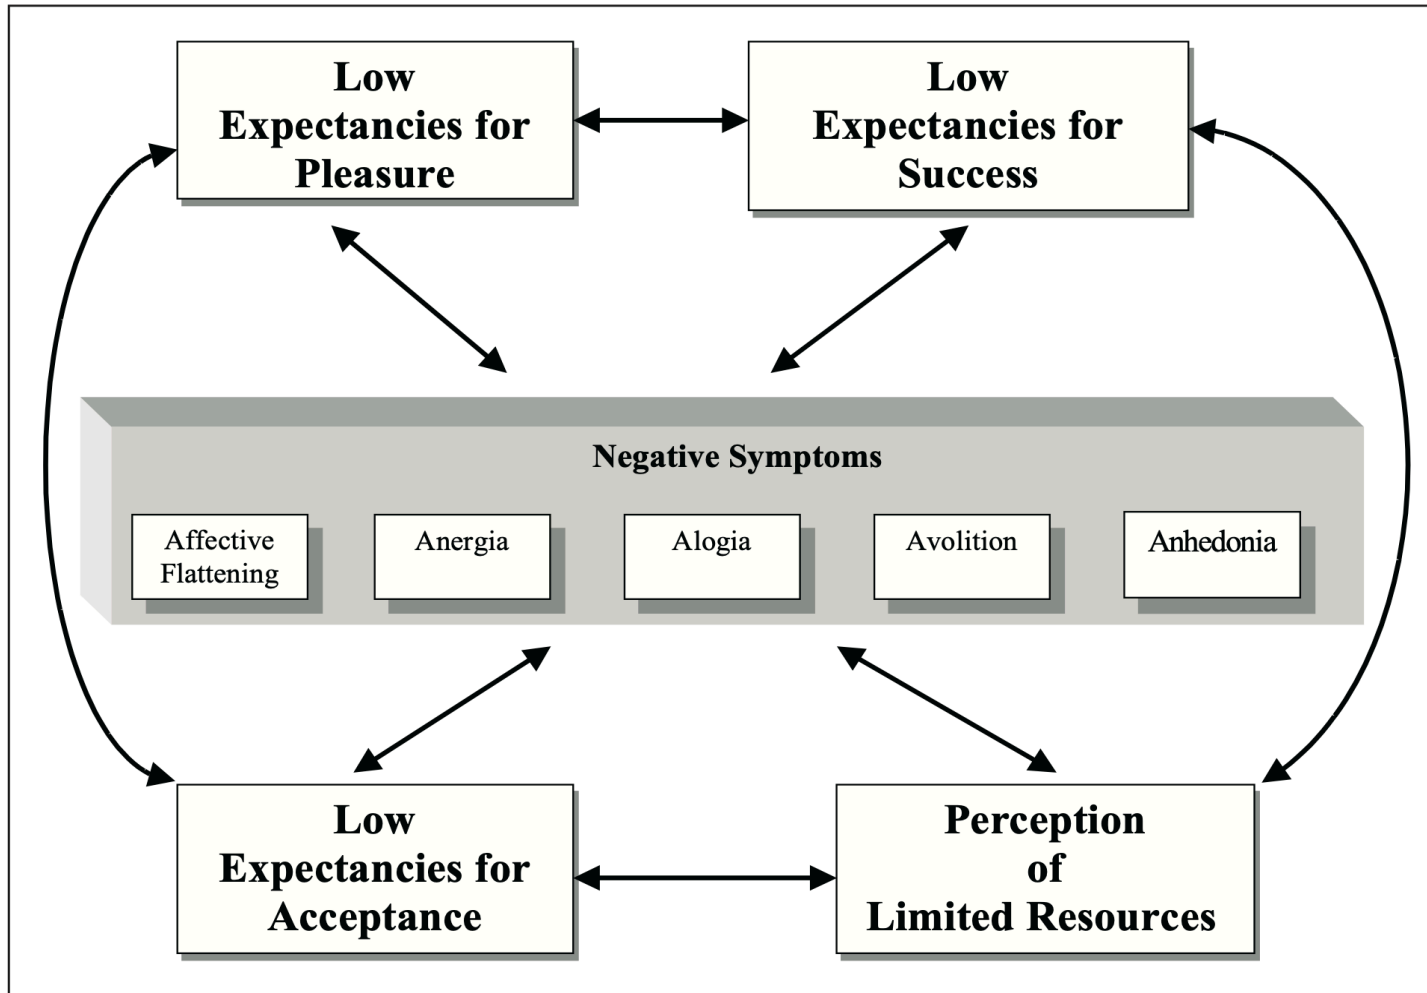 Low
Expectancies for
Pleasure
Low
Expectancies for
Success
Negative Symptoms
Affective
Flattening
Anergia
Alogia
Avolition
Anhedonia
Low
Expectancies for
Acceptance
Perception
of
Limited Resources